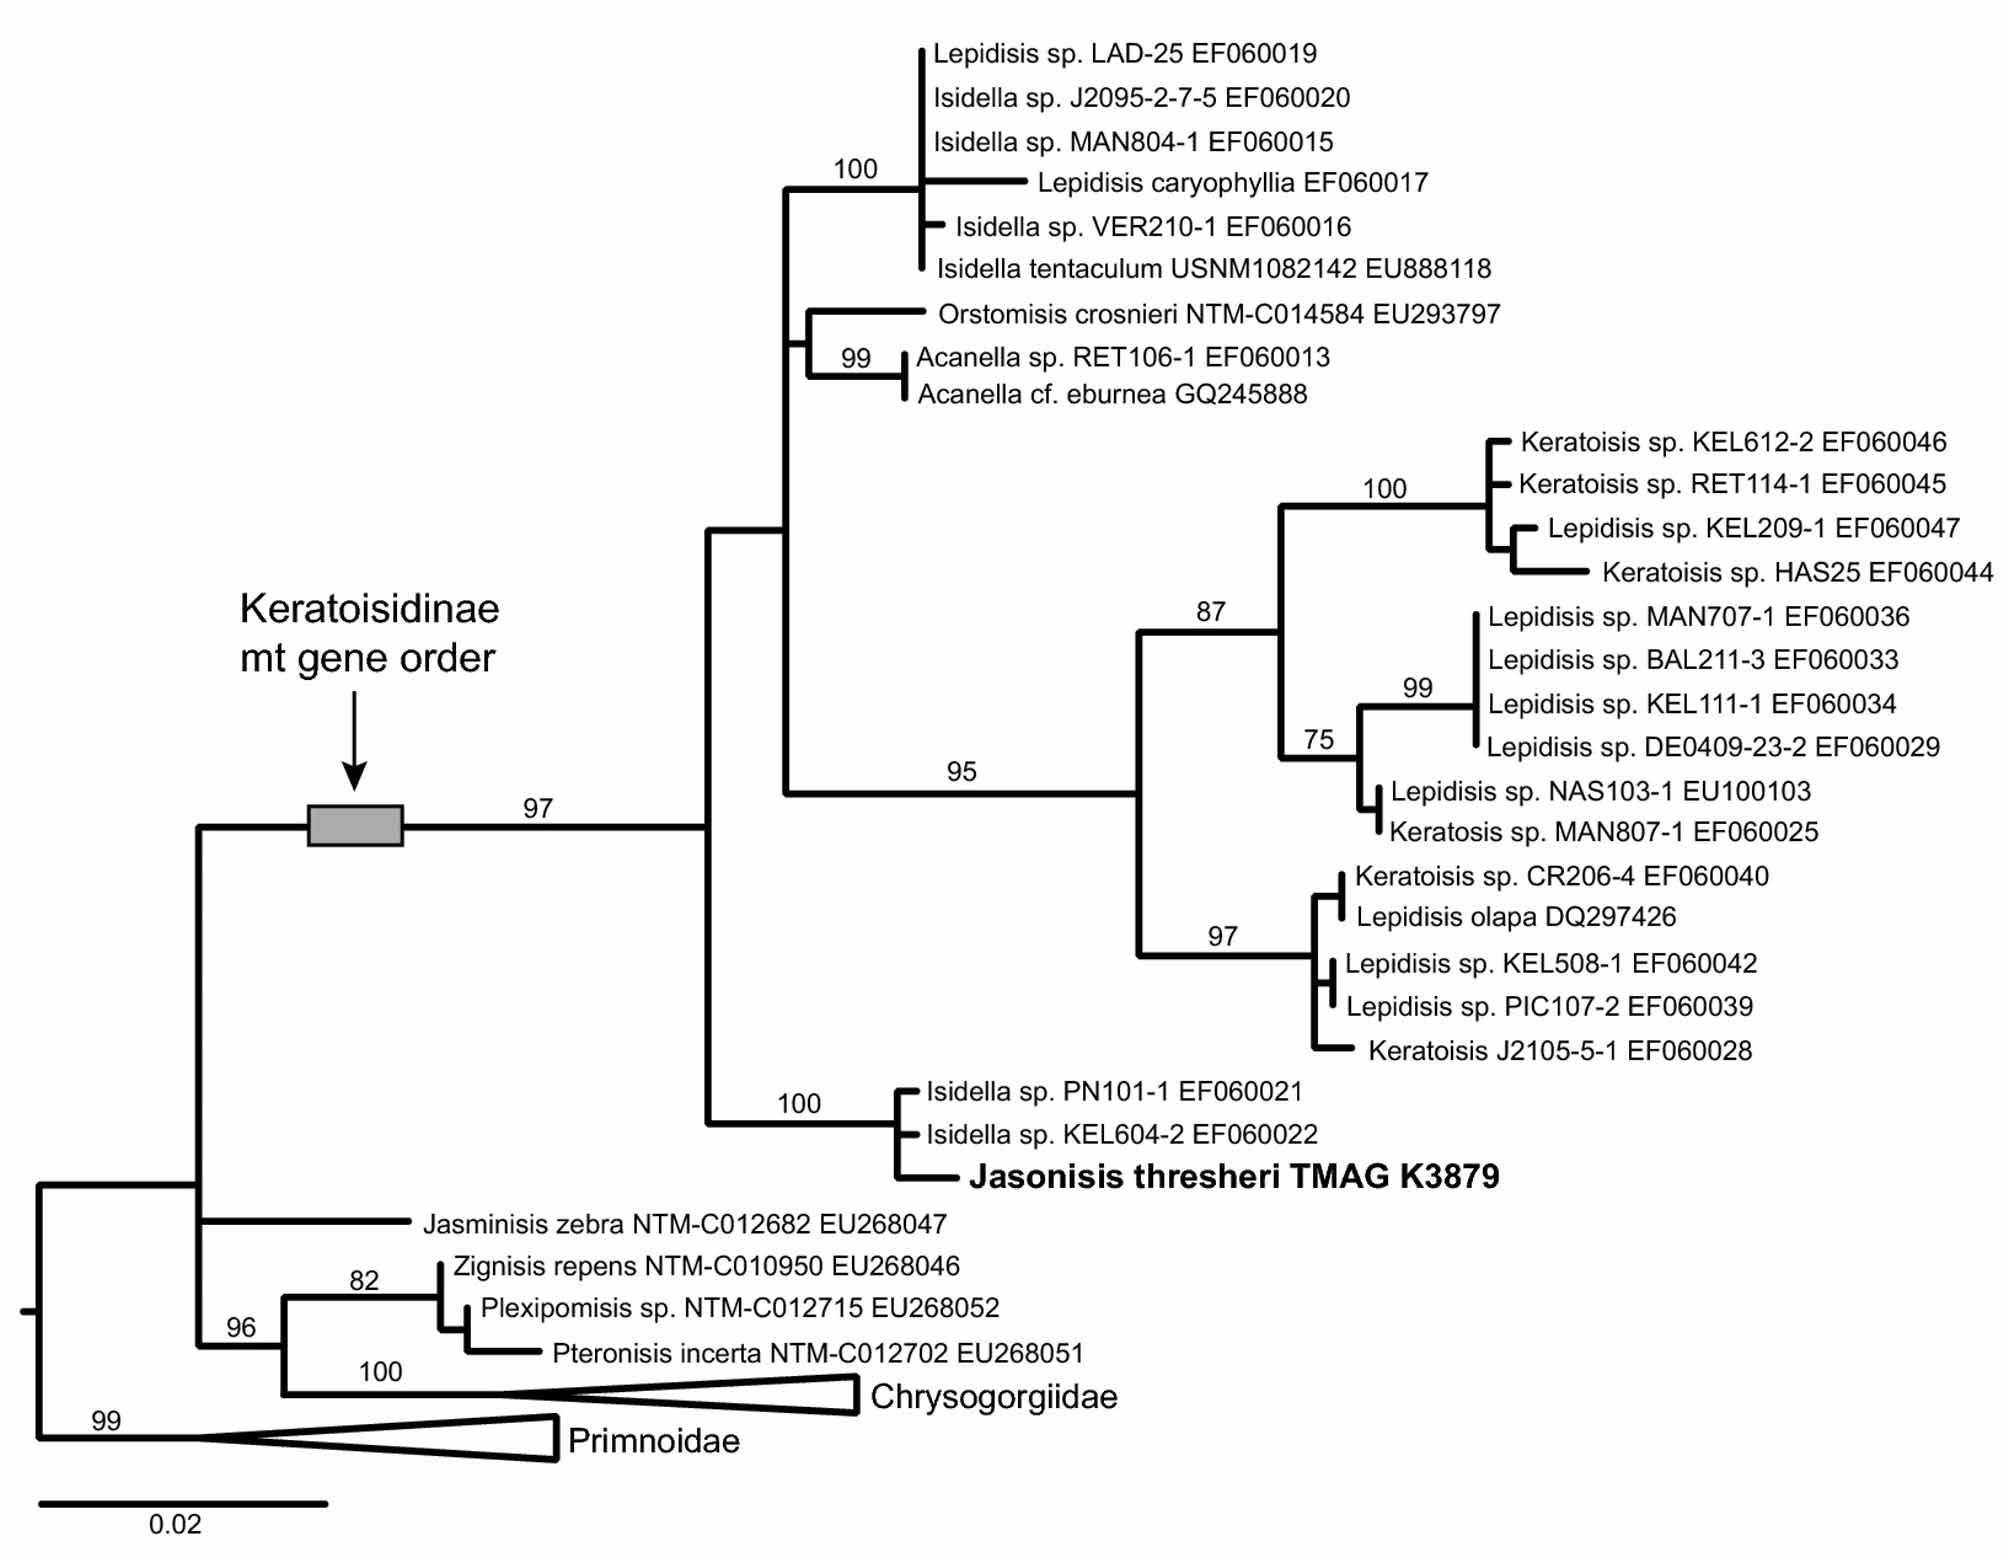 Lepidisis sp. LAD-25 EF060019
Isidella sp. J2095-2-7-5 EF060020
Isidella sp. MAN804-1 EF060015
100
Lepidisis caryophyllia EF060017
Isidella sp. VER210-1 EF060016
Isidella tentaculum USNM1082142 EU888118
Orstomisis crosnieri NTM-C014584 EU293797
99
Acanella sp. RET106-1 EF060013
Acanella cf. eburnea GQ245888
Keratoisis sp. KEL612-2 EF060046
100
Keratoisis sp. RET114-1 EF060045
Lepidisis sp. KEL209-1 EF060047
Keratoisis sp. HAS25 EF060044
Keratoisidinae
mt gene order
87
Lepidisis sp. MAN707-1 EF060036
Lepidisis sp. BAL211-3 EF060033
99
Lepidisis sp. KEL111-1 EF060034
75
Lepidisis sp. DE0409-23-2 EF060029
95
Lepidisis sp. NAS103-1 EU100103
97
Keratosis sp. MAN807-1 EF060025
Keratoisis sp. CR206-4 EF060040
Lepidisis olapa DQ297426
97
Lepidisis sp. KEL508-1 EF060042
Lepidisis sp. PIC107-2 EF060039
Keratoisis J2105-5-1 EF060028
Isidella sp. PN101-1 EF060021
100
Isidella sp. KEL604-2 EF060022
Jasonisis thresheri TMAG K3879
Jasminisis zebra NTM-C012682 EU268047
Zignisis repens NTM-C010950 EU268046
82
Plexipomisis sp. NTM-C012715 EU268052
96
Pteronisis incerta NTM-C012702 EU268051
100
Chrysogorgiidae
99
Primnoidae
0.02